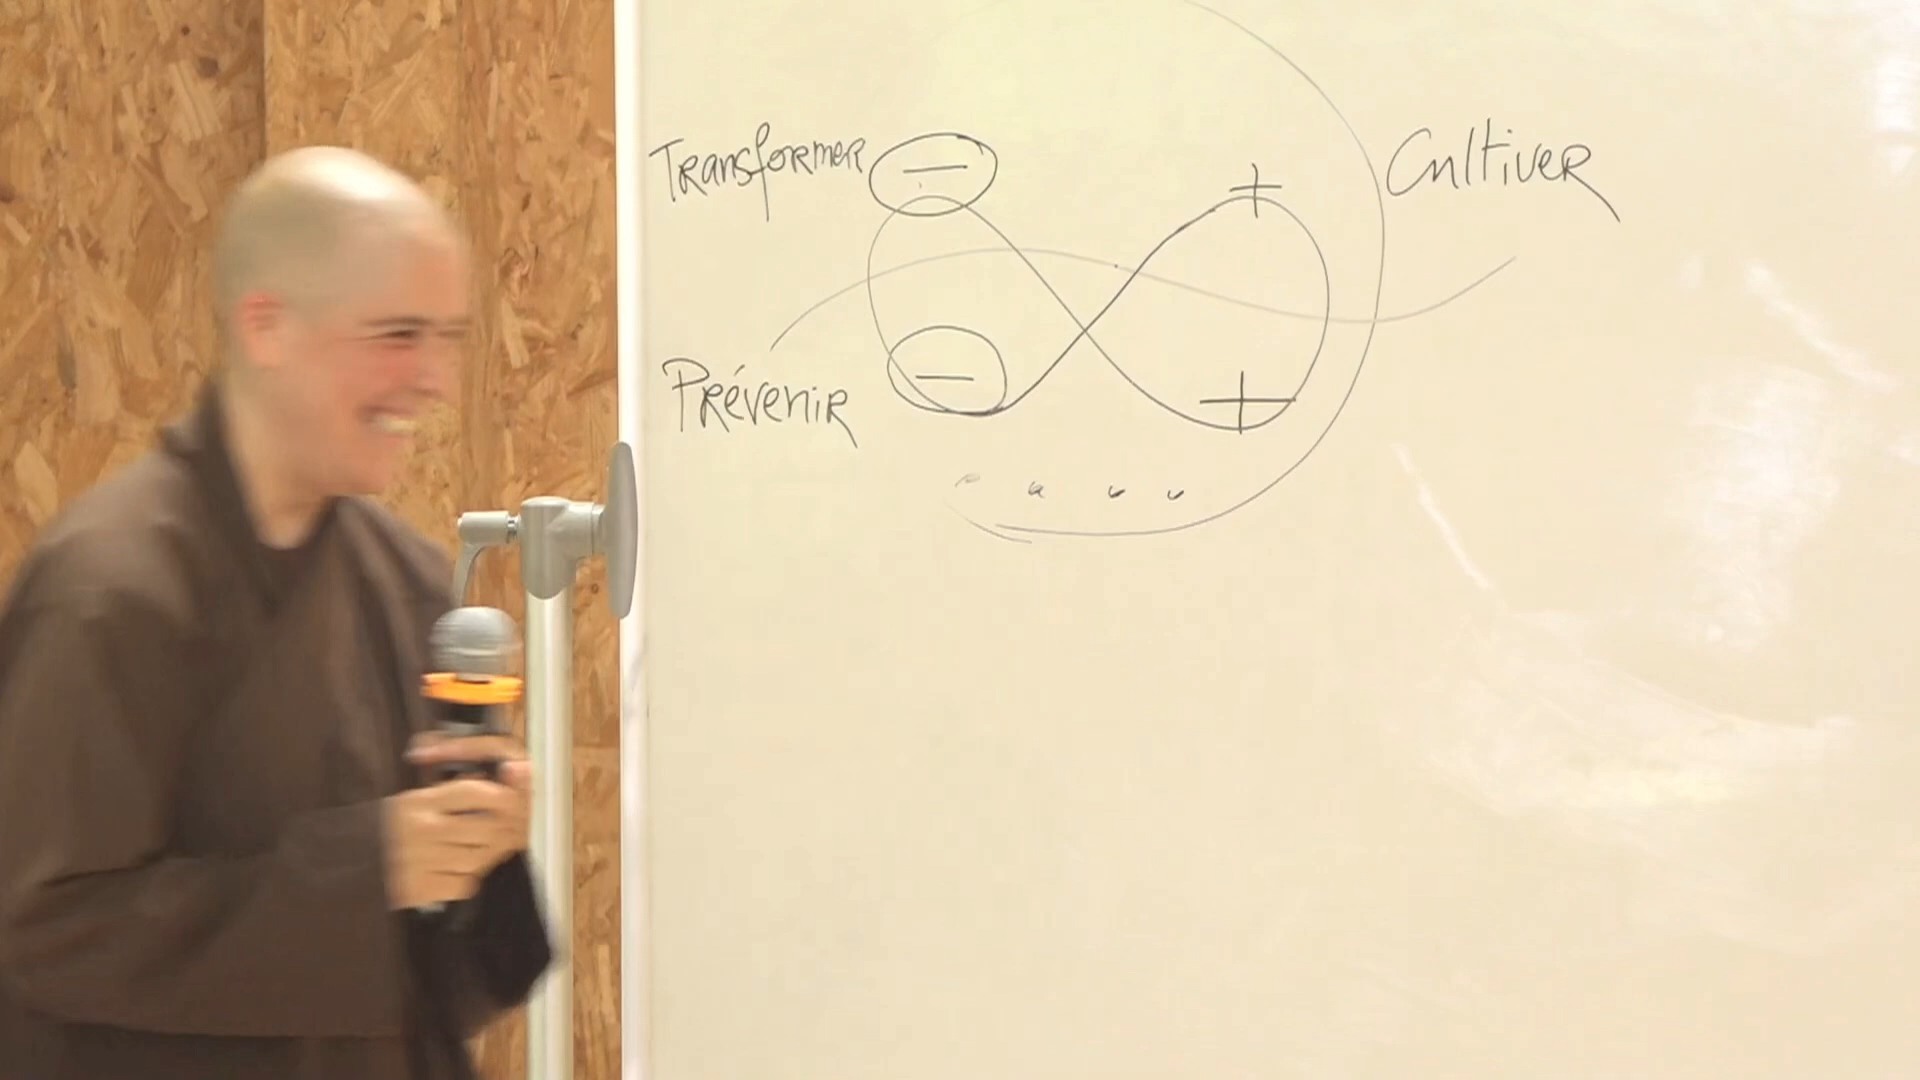 Transformer − + Cultiver
Prévenir − +